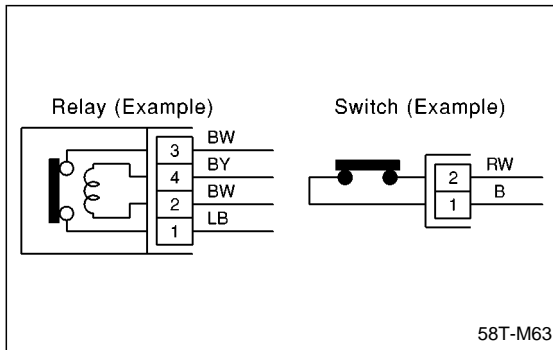 Relay (Example)
3 BW
4 BY
2 BW
1 LB
Switch (Example)
2 RW
1 B
58T-M63